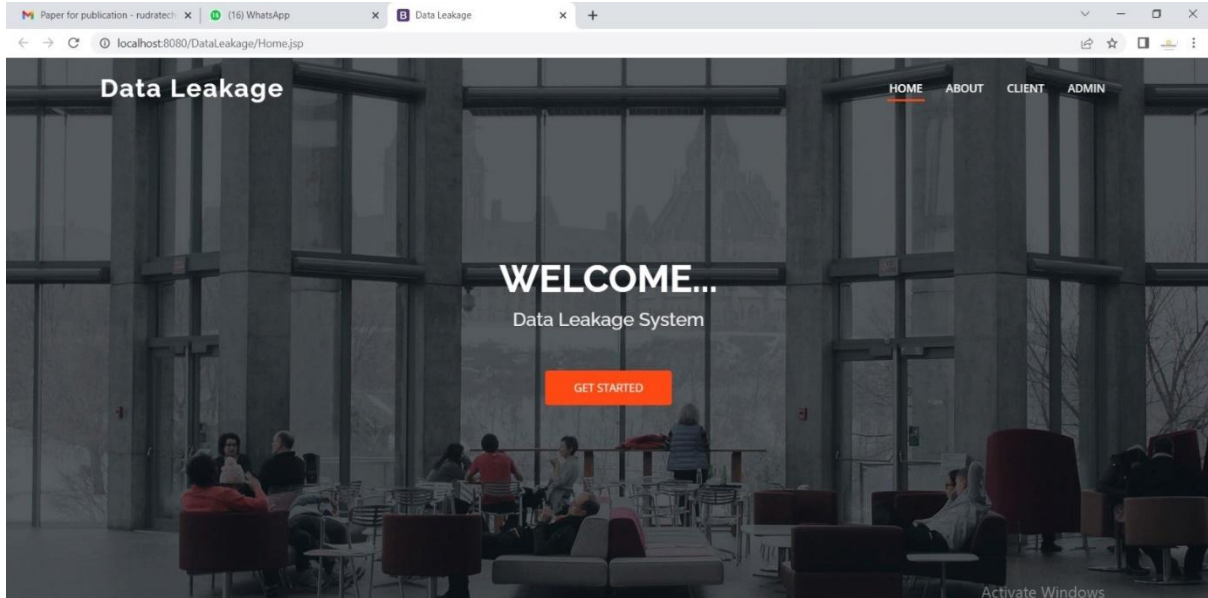 Paper for publication - rudratech
(16) WhatsApp
Data Leakage
localhost:8080/DataLeakage/Home.jsp
Data Leakage
HOME ABOUT CLIENT ADMIN
WELCOME...
Data Leakage System
GET STARTED
Activate Windows